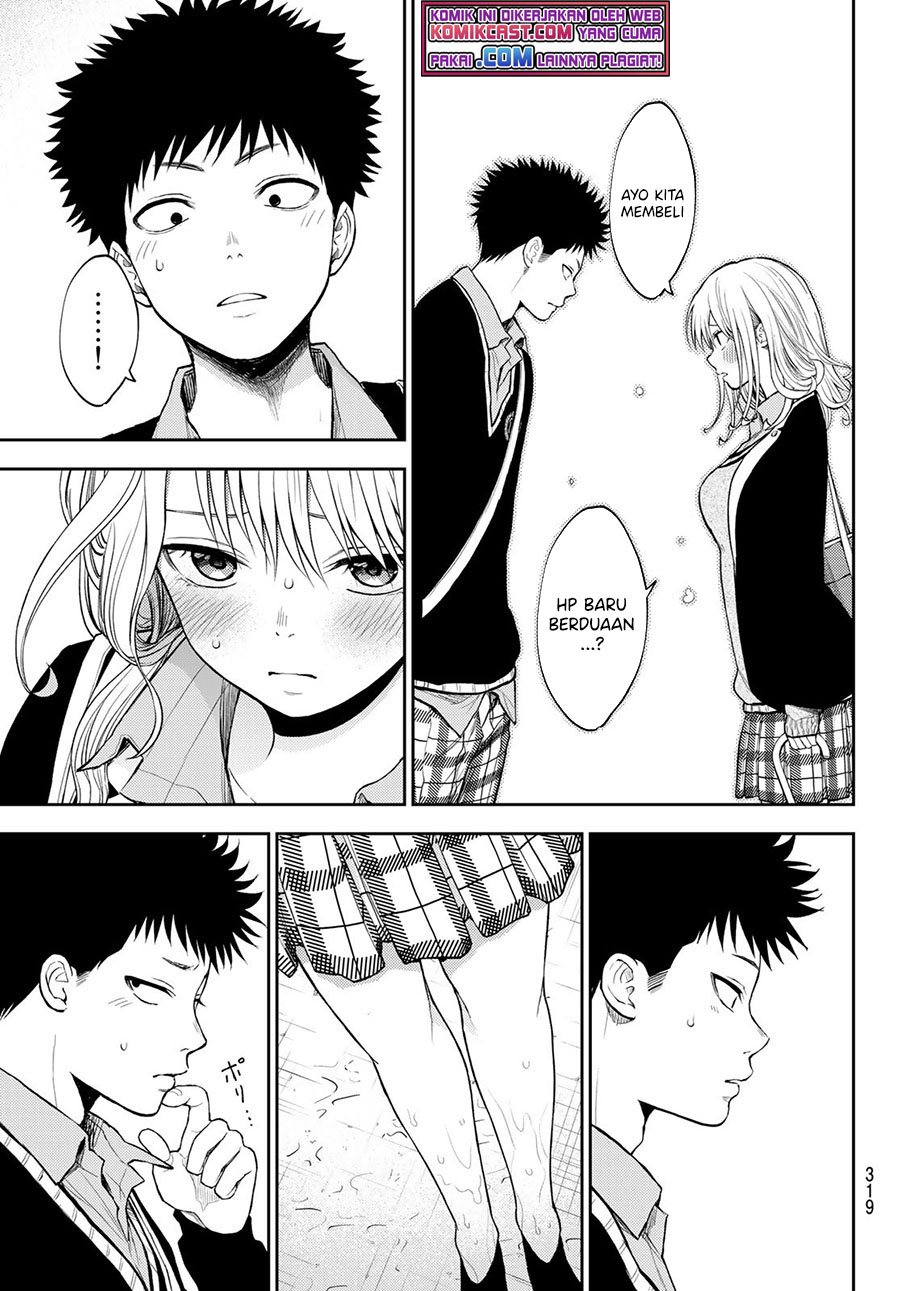 KOMIK INI DIKERJAKAN OLEH WEB
KOMIKCAST.COM YANG CUMA
PAKAI .COM LAINNYA PLAGIAT!
AYO KITA
MEMBELI
HP BARU
BERDUAAN
...?
......!
ポリ…
319